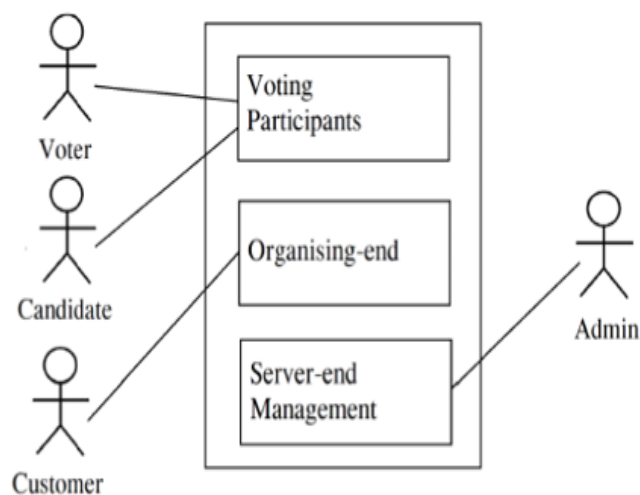 Voter
Voting
Participants
Candidate
Organising-end
Admin
Customer
Server-end
Management